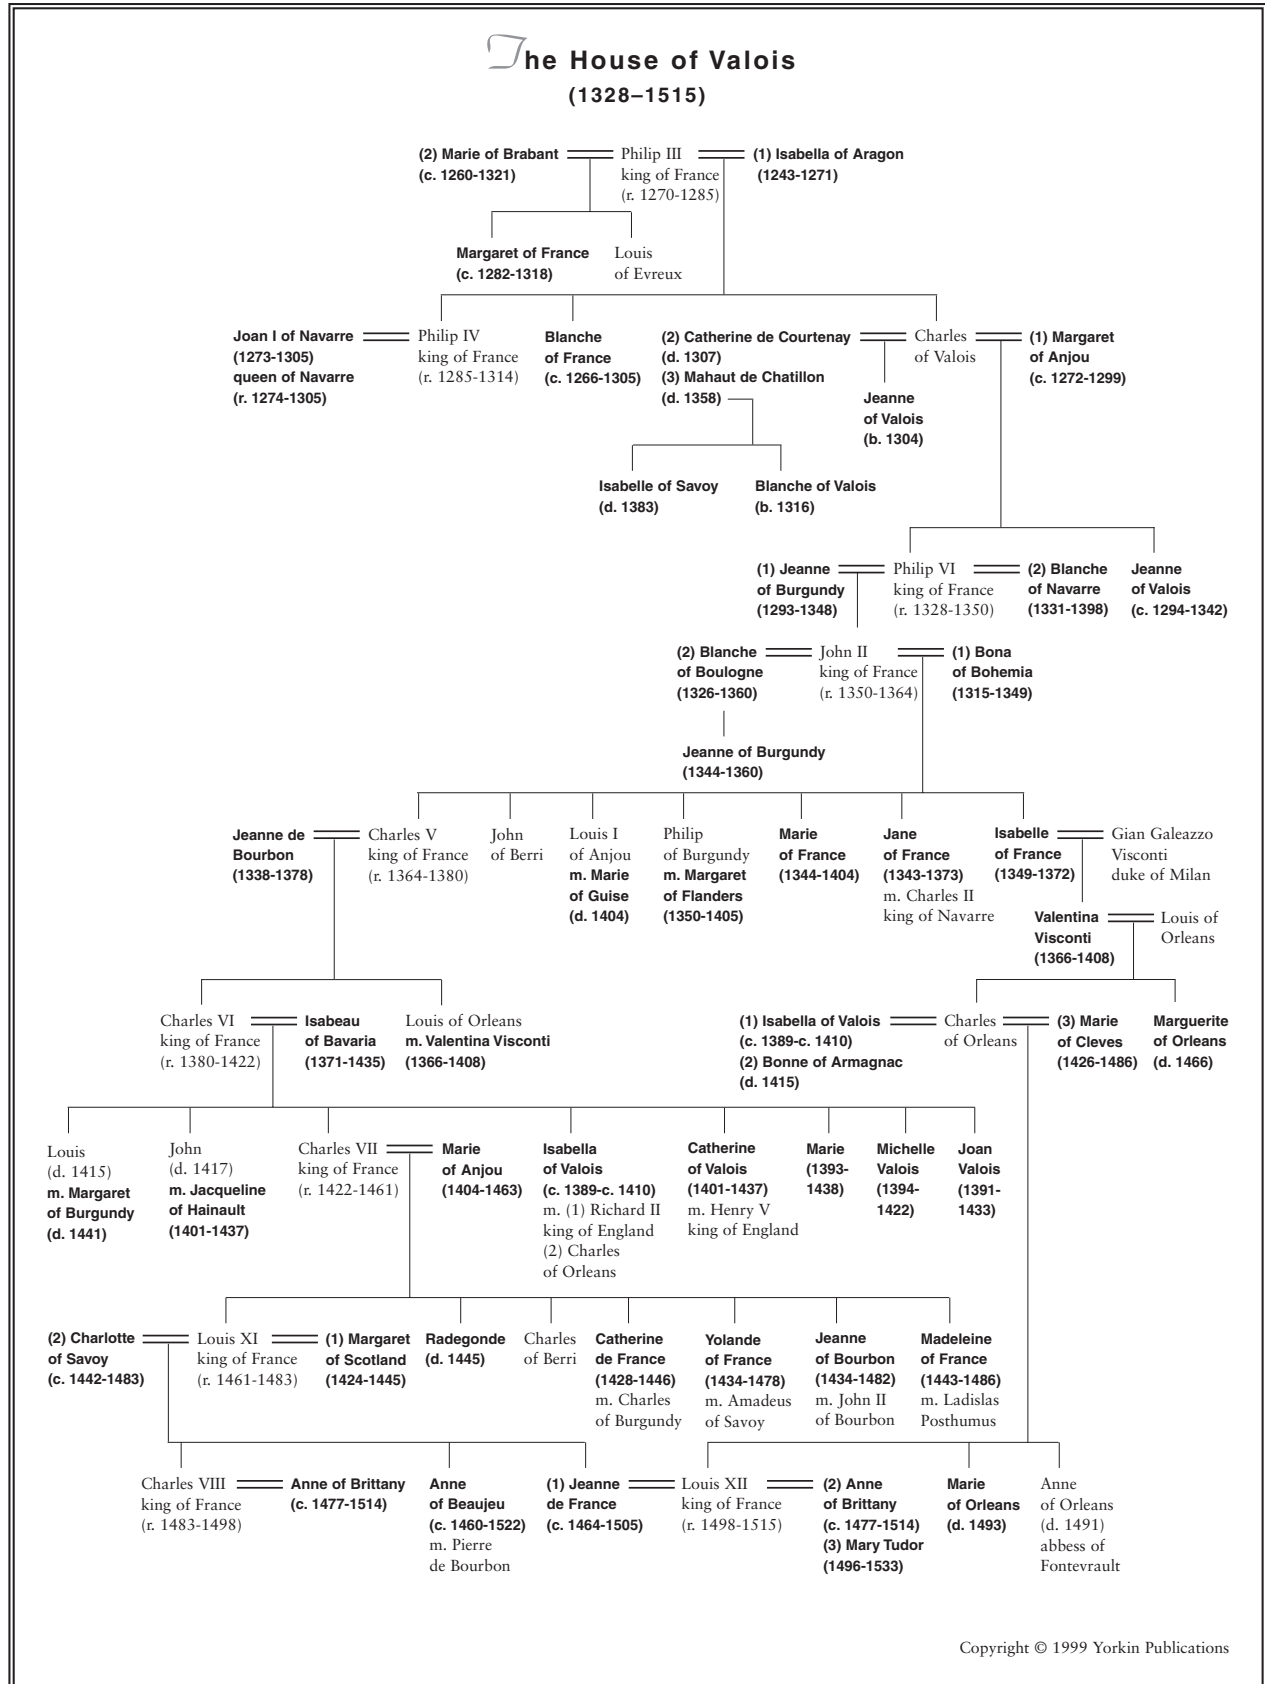 The House of Valois
(1328–1515)
(2) Marie of Brabant
(c. 1260-1321)
Philip III
king of France
(r. 1270-1285)
(1) Isabella of Aragon
(1243-1271)
Margaret of France
(c. 1282-1318)
Louis
of Evreux
Joan I of Navarre
(1273-1305)
queen of Navarre
(r. 1274-1305)
Philip IV
king of France
(r. 1285-1314)
Blanche
of France
(c. 1266-1305)
(2) Catherine de Courtenay
(d. 1307)
(3) Mahaut de Chatillon
(d. 1358)
Charles
of Valois
(1) Margaret
of Anjou
(c. 1272-1299)
Jeanne
of Valois
(b. 1304)
Isabelle of Savoy
(d. 1383)
Blanche of Valois
(b. 1316)
(1) Jeanne
of Burgundy
(1293-1348)
Philip VI
king of France
(r. 1328-1350)
(2) Blanche
of Navarre
(1331-1398)
Jeanne
of Valois
(c. 1294-1342)
(2) Blanche
of Boulogne
(1326-1360)
John II
king of France
(r. 1350-1364)
(1) Bona
of Bohemia
(1315-1349)
Jeanne of Burgundy
(1344-1360)
Jeanne de
Bourbon
(1338-1378)
Charles V
king of France
(r. 1364-1380)
John
of Berri
Louis I
of Anjou
m. Marie
of Guise
(d. 1404)
Philip
of Burgundy
m. Margaret
of Flanders
(1350-1405)
Marie
of France
(1344-1404)
Jane
of France
(1343-1373)
m. Charles II
king of Navarre
Isabelle
of France
(1349-1372)
Gian Galeazzo
Visconti
duke of Milan
Valentina
Visconti
(1366-1408)
Louis of
Orleans
Charles VI
king of France
(r. 1380-1422)
Isabeau
of Bavaria
(1371-1435)
Louis of Orleans
m. Valentina Visconti
(1366-1408)
(1) Isabella of Valois
(c. 1389-c. 1410)
(2) Bonne of Armagnac
(d. 1415)
Charles
of Orleans
(3) Marie
of Cleves
(1426-1486)
Marguerite
of Orleans
(d. 1466)
Louis
(d. 1415)
m. Margaret
of Burgundy
(d. 1441)
John
(d. 1417)
m. Jacqueline
of Hainault
(1401-1437)
Charles VII
king of France
(r. 1422-1461)
Marie
of Anjou
(1404-1463)
Isabella
of Valois
(c. 1389-c. 1410)
m. (1) Richard II
king of England
(2) Charles
of Orleans
Catherine
of Valois
(1401-1437)
m. Henry V
king of England
Marie
(1393-
1438)
Michelle
Valois
(1394-
1422)
Joan
Valois
(1391-
1433)
(2) Charlotte
of Savoy
(c. 1442-1483)
Louis XI
king of France
(r. 1461-1483)
(1) Margaret
of Scotland
(1424-1445)
Radegonde
(d. 1445)
Charles
of Berri
Catherine
de France
(1428-1446)
m. Charles
of Burgundy
Yolande
of France
(1434-1478)
m. Amadeus
of Savoy
Jeanne
of Bourbon
(1434-1482)
m. John II
of Bourbon
Madeleine
of France
(1443-1486)
m. Ladislas
Posthumus
Charles VIII
king of France
(r. 1483-1498)
Anne of Brittany
(c. 1477-1514)
Anne
of Beaujeu
(c. 1460-1522)
m. Pierre
de Bourbon
(1) Jeanne
de France
(c. 1464-1505)
Louis XII
king of France
(r. 1498-1515)
(2) Anne
of Brittany
(c. 1477-1514)
(3) Mary Tudor
(1496-1533)
Marie
of Orleans
(d. 1493)
Anne
of Orleans
(d. 1491)
abbess of
Fontevrault
Copyright © 1999 Yorkin Publications